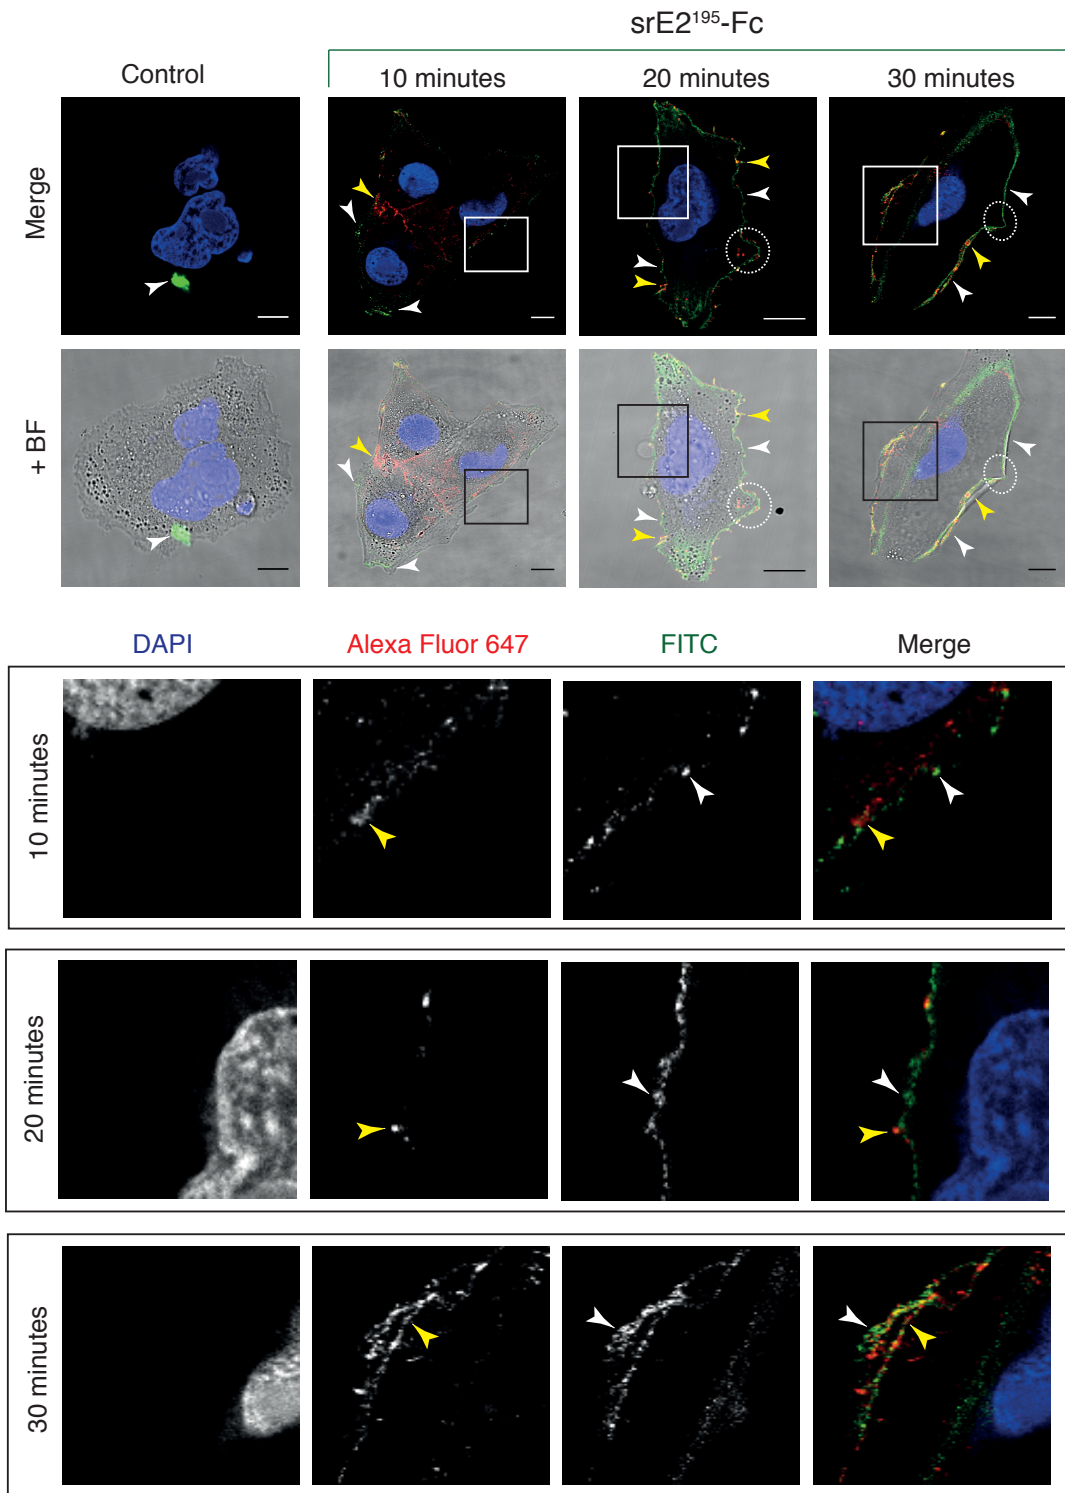 srE2¹⁹⁵-Fc
Control
10 minutes
20 minutes
30 minutes
Merge
+ BF
DAPI
Alexa Fluor 647
FITC
Merge
10 minutes
20 minutes
30 minutes